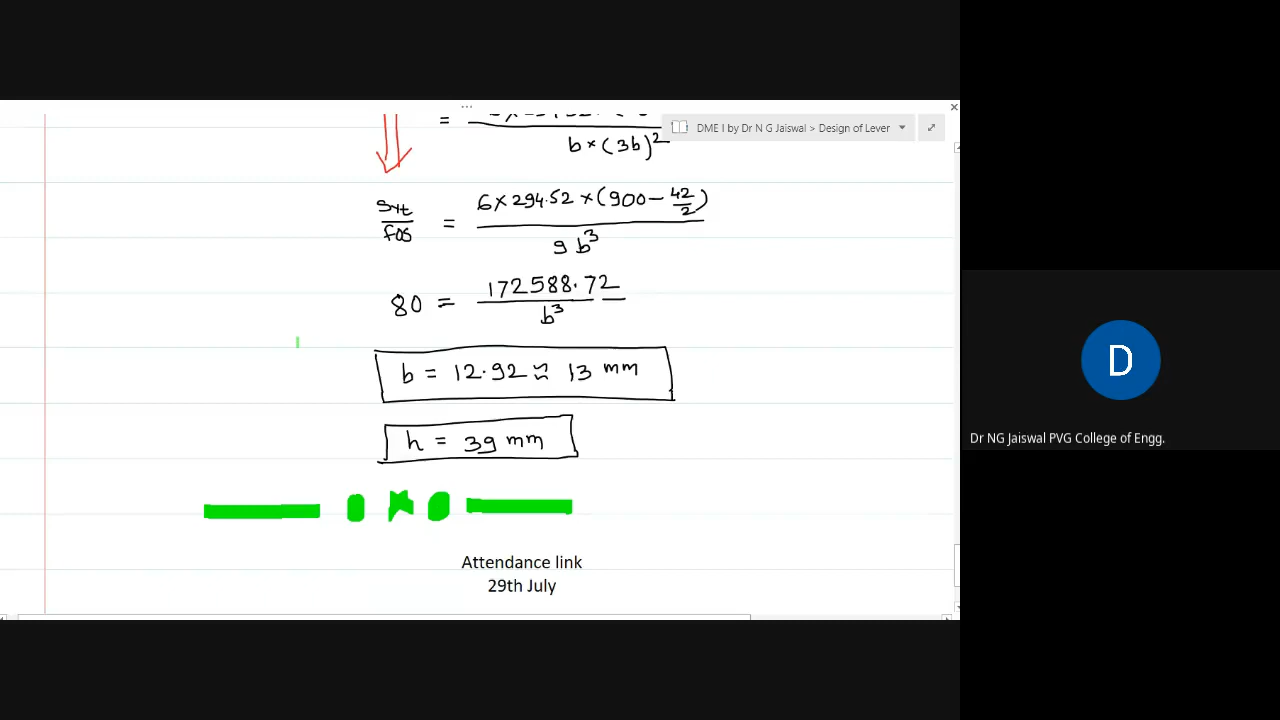 DME I by Dr N G Jaiswal > Design of Lever
=
b × (3b)²
Syt/fos = 6 × 294.52 × (900 − 42/2) / 9 b³
80 = 172588.72 / b³
b = 12.92 ≈ 13 mm
h = 39 mm
Attendance link
29th July
D
Dr NG Jaiswal PVG College of Engg.